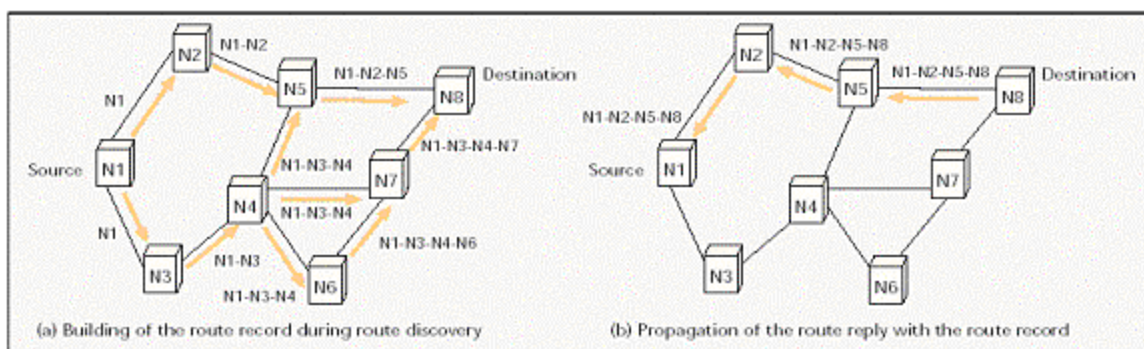 N1-N2
N2
N1-N2-N5
Destination
N5
N8
N1
N1-N3-N4-N7
Source
N1
N1-N3-N4
N7
N4
N1-N3-N4
N1
N1-N3-N4-N6
N3
N1-N3
N6
N1-N3-N4
(a) Building of the route record during route discovery
N1-N2-N5-N8
N2
N1-N2-N5-N8
Destination
N5
N8
N1-N2-N5-N8
Source
N1
N7
N4
N3
N6
(b) Propagation of the route reply with the route record